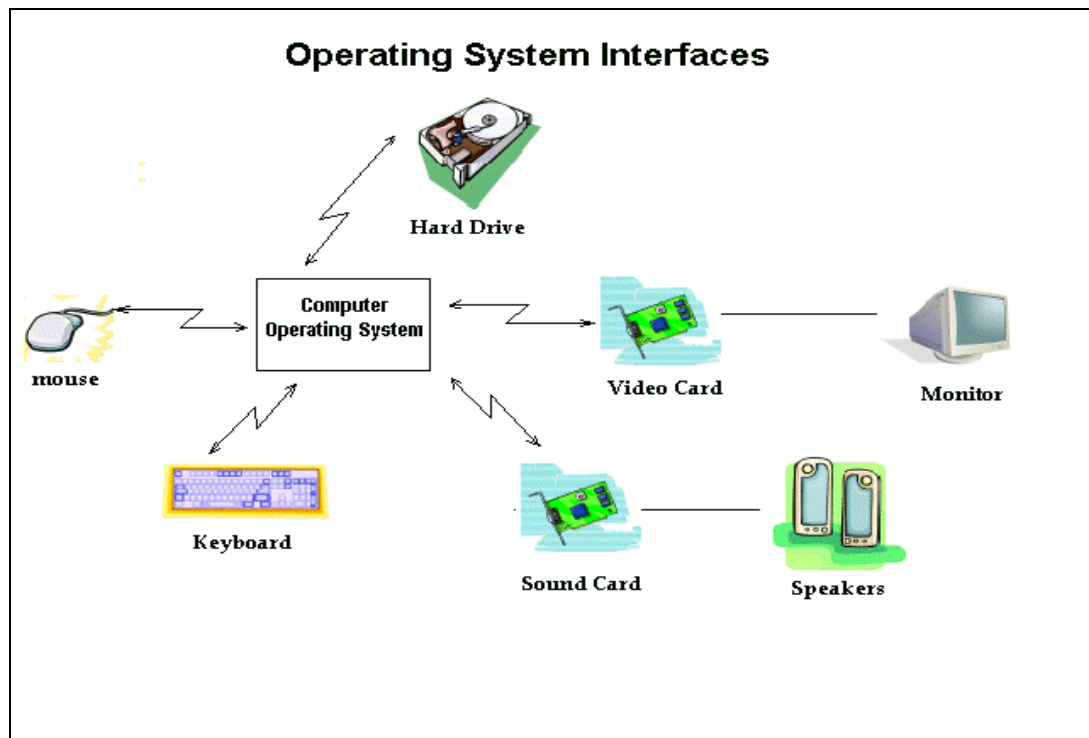 Operating System Interfaces
Hard Drive
Computer
Operating System
mouse
Video Card
Monitor
Keyboard
Sound Card
Speakers